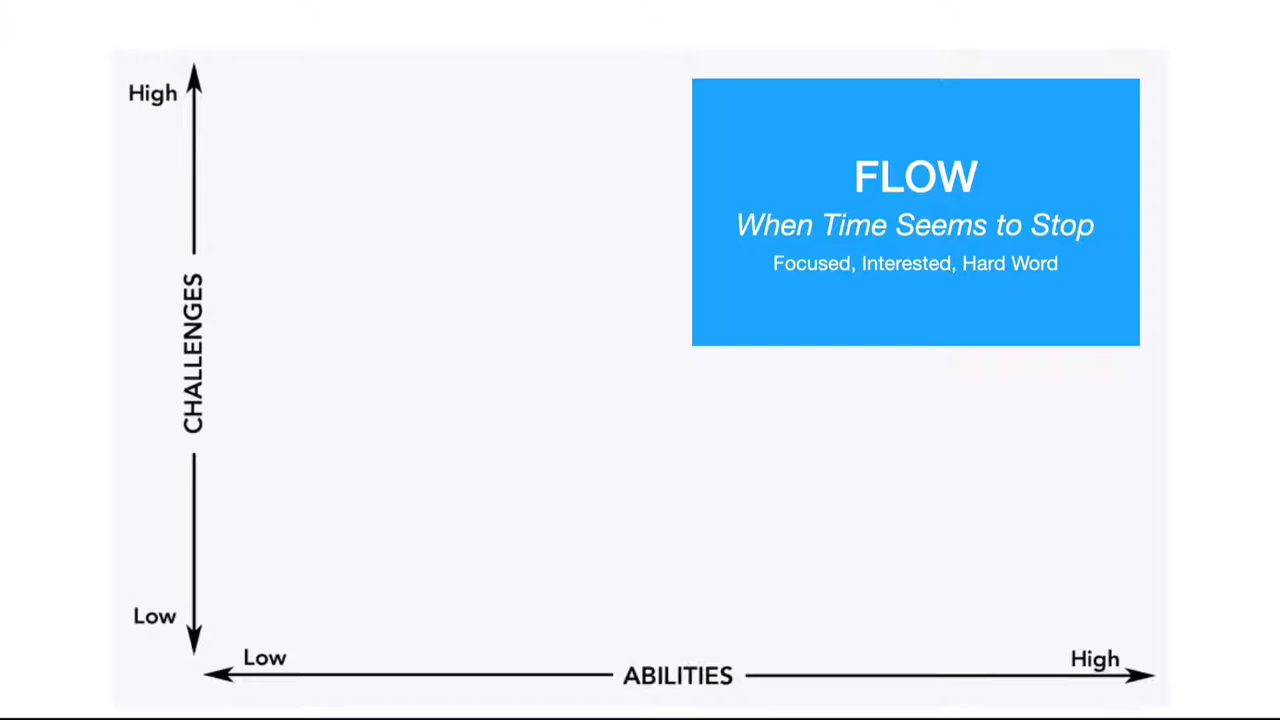 High
FLOW
When Time Seems to Stop
Focused, Interested, Hard Word
CHALLENGES
Low
Low
High
ABILITIES